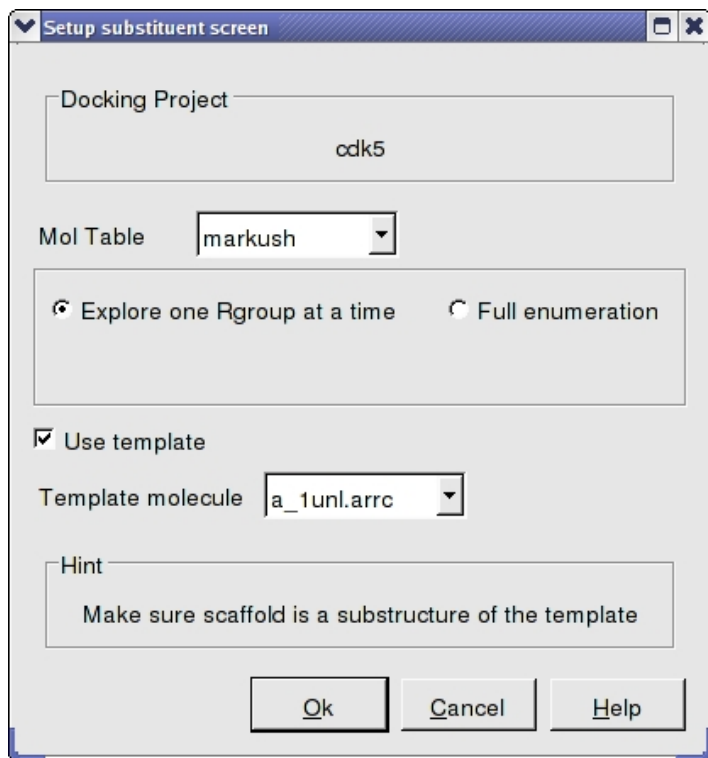 Setup substituent screen
Docking Project
cdk5
Mol Table markush
Explore one Rgroup at a time Full enumeration
Use template
Template molecule a_1unl.arrc
Hint
Make sure scaffold is a substructure of the template
Ok Cancel Help